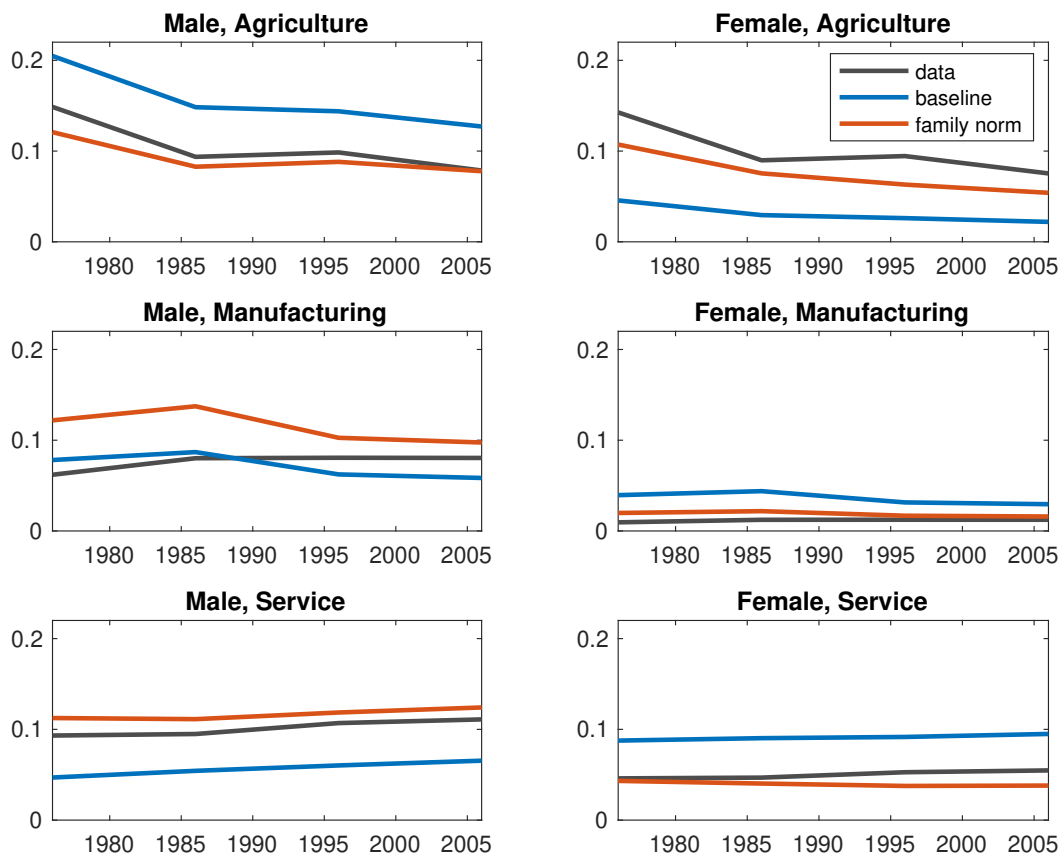 Male, Agriculture
0.2
0.1
0
1980 1985 1990 1995 2000 2005
Female, Agriculture
data
baseline
family norm
0.2
0.1
0
1980 1985 1990 1995 2000 2005
Male, Manufacturing
0.2
0.1
0
1980 1985 1990 1995 2000 2005
Female, Manufacturing
0.2
0.1
0
1980 1985 1990 1995 2000 2005
Male, Service
0.2
0.1
0
1980 1985 1990 1995 2000 2005
Female, Service
0.2
0.1
0
1980 1985 1990 1995 2000 2005